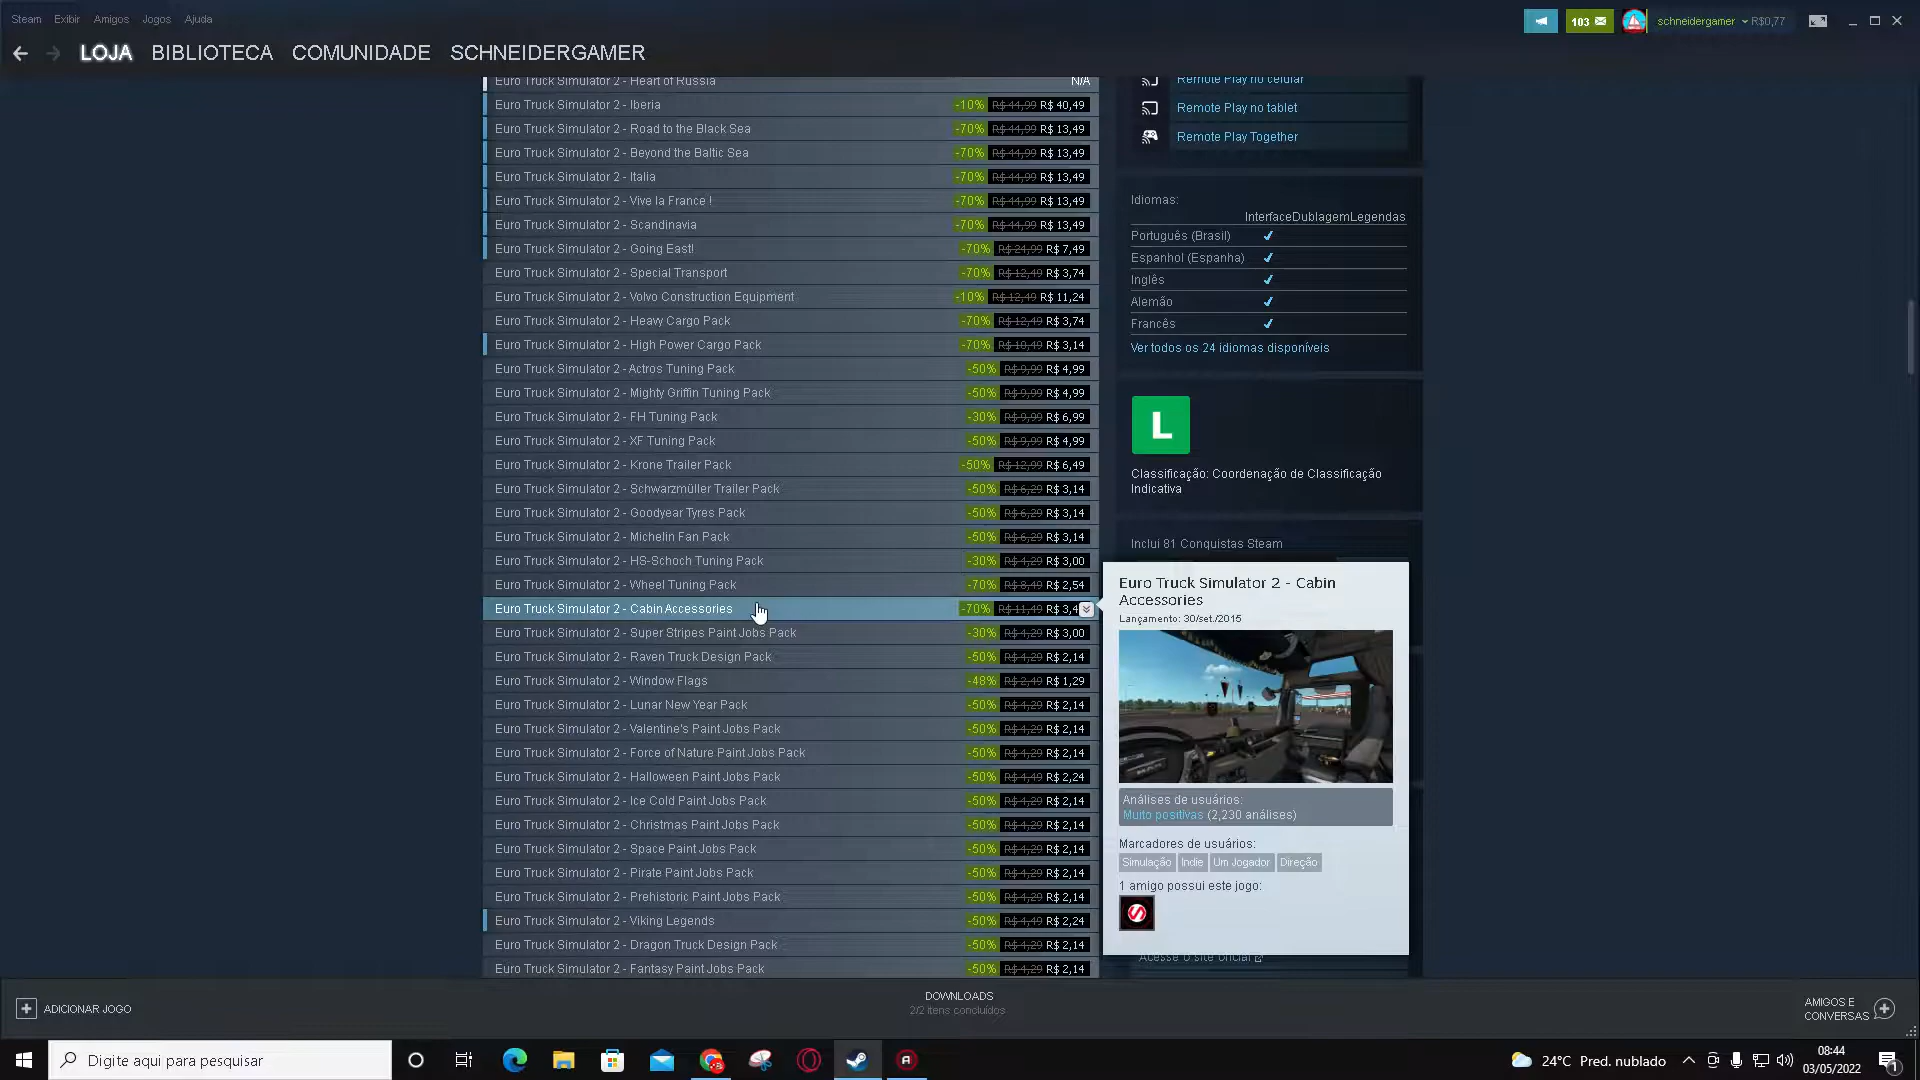 Steam Exibir Amigos Jogos Ajuda
103 schneidergamer R$0,77
LOJA BIBLIOTECA COMUNIDADE SCHNEIDERGAMER
Euro Truck Simulator 2 - Heart of Russia N/A
Euro Truck Simulator 2 - Iberia -10% R$ 44,99 R$ 40,49
Euro Truck Simulator 2 - Road to the Black Sea -70% R$ 44,99 R$ 13,49
Euro Truck Simulator 2 - Beyond the Baltic Sea -70% R$ 44,99 R$ 13,49
Euro Truck Simulator 2 - Italia -70% R$ 44,99 R$ 13,49
Euro Truck Simulator 2 - Vive la France ! -70% R$ 44,99 R$ 13,49
Euro Truck Simulator 2 - Scandinavia -70% R$ 44,99 R$ 13,49
Euro Truck Simulator 2 - Going East! -70% R$ 24,99 R$ 7,49
Euro Truck Simulator 2 - Special Transport -70% R$ 12,49 R$ 3,74
Euro Truck Simulator 2 - Volvo Construction Equipment -10% R$ 12,49 R$ 11,24
Euro Truck Simulator 2 - Heavy Cargo Pack -70% R$ 12,49 R$ 3,74
Euro Truck Simulator 2 - High Power Cargo Pack -70% R$ 10,49 R$ 3,14
Euro Truck Simulator 2 - Actros Tuning Pack -50% R$ 9,99 R$ 4,99
Euro Truck Simulator 2 - Mighty Griffin Tuning Pack -50% R$ 9,99 R$ 4,99
Euro Truck Simulator 2 - FH Tuning Pack -30% R$ 9,99 R$ 6,99
Euro Truck Simulator 2 - XF Tuning Pack -50% R$ 9,99 R$ 4,99
Euro Truck Simulator 2 - Krone Trailer Pack -50% R$ 12,99 R$ 6,49
Euro Truck Simulator 2 - Schwarzmüller Trailer Pack -50% R$ 6,29 R$ 3,14
Euro Truck Simulator 2 - Goodyear Tyres Pack -50% R$ 6,29 R$ 3,14
Euro Truck Simulator 2 - Michelin Fan Pack -50% R$ 6,29 R$ 3,14
Euro Truck Simulator 2 - HS-Schoch Tuning Pack -30% R$ 4,29 R$ 3,00
Euro Truck Simulator 2 - Wheel Tuning Pack -70% R$ 8,49 R$ 2,54
Euro Truck Simulator 2 - Cabin Accessories -70% R$ 11,49 R$ 3,4
Euro Truck Simulator 2 - Super Stripes Paint Jobs Pack -30% R$ 4,29 R$ 3,00
Euro Truck Simulator 2 - Raven Truck Design Pack -50% R$ 4,29 R$ 2,14
Euro Truck Simulator 2 - Window Flags -48% R$ 2,49 R$ 1,29
Euro Truck Simulator 2 - Lunar New Year Pack -50% R$ 4,29 R$ 2,14
Euro Truck Simulator 2 - Valentine's Paint Jobs Pack -50% R$ 4,29 R$ 2,14
Euro Truck Simulator 2 - Force of Nature Paint Jobs Pack -50% R$ 4,29 R$ 2,14
Euro Truck Simulator 2 - Halloween Paint Jobs Pack -50% R$ 4,49 R$ 2,24
Euro Truck Simulator 2 - Ice Cold Paint Jobs Pack -50% R$ 4,29 R$ 2,14
Euro Truck Simulator 2 - Christmas Paint Jobs Pack -50% R$ 4,29 R$ 2,14
Euro Truck Simulator 2 - Space Paint Jobs Pack -50% R$ 4,29 R$ 2,14
Euro Truck Simulator 2 - Pirate Paint Jobs Pack -50% R$ 4,29 R$ 2,14
Euro Truck Simulator 2 - Prehistoric Paint Jobs Pack -50% R$ 4,29 R$ 2,14
Euro Truck Simulator 2 - Viking Legends -50% R$ 4,49 R$ 2,24
Euro Truck Simulator 2 - Dragon Truck Design Pack -50% R$ 4,29 R$ 2,14
Euro Truck Simulator 2 - Fantasy Paint Jobs Pack -50% R$ 4,29 R$ 2,14
Remote Play no celular
Remote Play no tablet
Remote Play Together
Idiomas:
InterfaceDublagemLegendas
Português (Brasil) ✔
Espanhol (Espanha) ✔
Inglês ✔
Alemão ✔
Francês ✔
Ver todos os 24 idiomas disponíveis
L
Classificação: Coordenação de Classificação
Indicativa
Inclui 81 Conquistas Steam
Euro Truck Simulator 2 - Cabin
Accessories
Lançamento: 30/set./2015
Análises de usuários:
Muito positivas (2,230 análises)
Marcadores de usuários:
Simulação Indie Um Jogador Direção
1 amigo possui este jogo:
Acesse o site oficial
ADICIONAR JOGO
DOWNLOADS
2/2 itens concluídos
AMIGOS E
CONVERSAS
Digite aqui para pesquisar
24°C Pred. nublado
08:44
03/05/2022
1